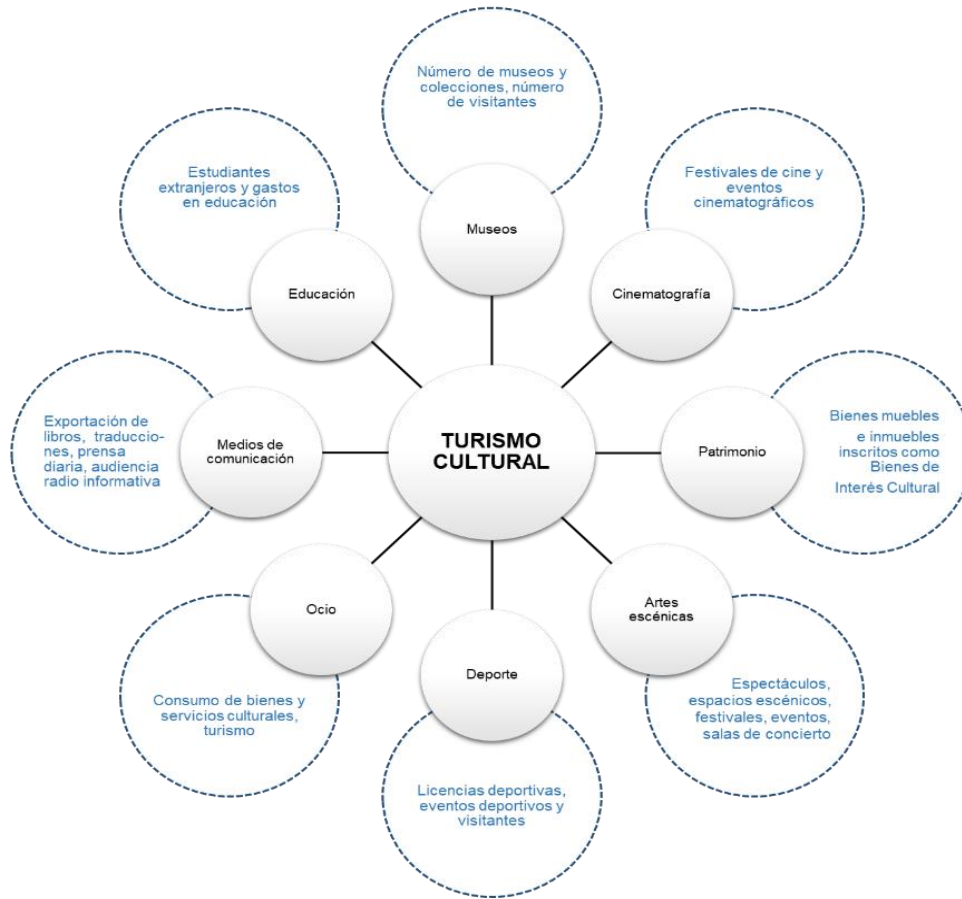 Número de museos y
colecciones, número
de visitantes
Museos
Festivales de cine y
eventos
cinematográficos
Cinematografía
Bienes muebles
e inmuebles
inscritos como
Bienes de
Interés Cultural
Patrimonio
Espectáculos,
espacios escénicos,
festivales, eventos,
salas de concierto
Artes
escénicas
Licencias deportivas,
eventos deportivos y
visitantes
Deporte
Consumo de bienes y
servicios culturales,
turismo
Ocio
Exportación de
libros, traduccio-
nes, prensa
diaria, audiencia
radio informativa
Medios de
comunicación
Estudiantes
extranjeros y gastos
en educación
Educación
TURISMO
CULTURAL